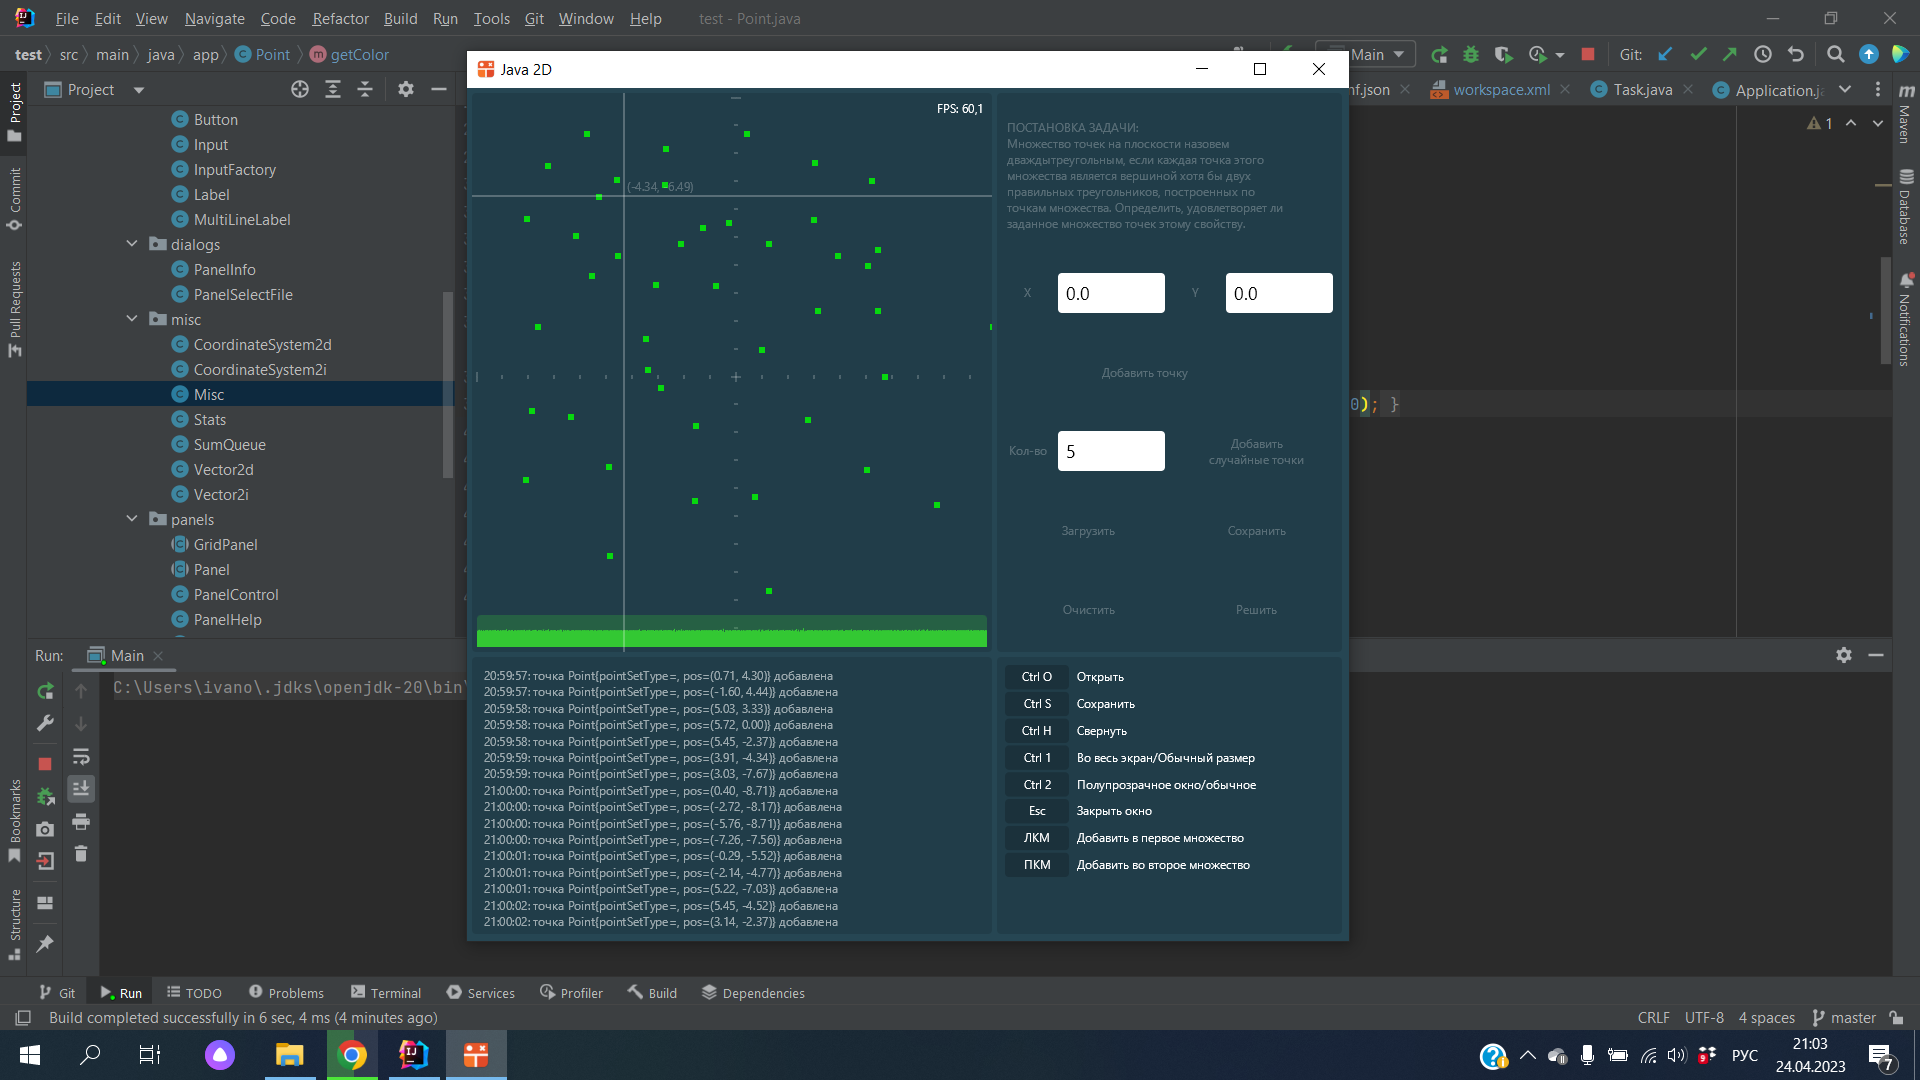 File Edit View Navigate Code Refactor Build Run Tools Git Window Help test - Point.java
test src main java app Point getColor
Main
Git:
Project
nf.json
workspace.xml
Task.java
Application.j
1
Project
Commit
Pull Requests
Bookmarks
Structure
Maven
Database
Notifications
Button
Input
InputFactory
Label
MultiLineLabel
dialogs
PanelInfo
PanelSelectFile
misc
CoordinateSystem2d
CoordinateSystem2i
Misc
Stats
SumQueue
Vector2d
Vector2i
panels
GridPanel
Panel
PanelControl
PanelHelp
0); }
Java 2D
FPS: 60,1
(-4.34, -6.49)
ПОСТАНОВКА ЗАДАЧИ:
Множество точек на плоскости назовем
дваждытреугольным, если каждая точка этого
множества является вершиной хотя бы двух
правильных треугольников, построенных по
точкам множества. Определить, удовлетворяет ли
заданное множество точек этому свойству.
X 0.0 Y 0.0
Добавить точку
Кол-во 5 Добавить
случайные точки
Загрузить Сохранить
Очистить Решить
20:59:57: точка Point{pointSetType=, pos=(0.71, 4.30)} добавлена
20:59:57: точка Point{pointSetType=, pos=(-1.60, 4.44)} добавлена
20:59:58: точка Point{pointSetType=, pos=(5.03, 3.33)} добавлена
20:59:58: точка Point{pointSetType=, pos=(5.72, 0.00)} добавлена
20:59:58: точка Point{pointSetType=, pos=(5.45, -2.37)} добавлена
20:59:59: точка Point{pointSetType=, pos=(3.91, -4.34)} добавлена
20:59:59: точка Point{pointSetType=, pos=(3.03, -7.67)} добавлена
21:00:00: точка Point{pointSetType=, pos=(0.40, -8.71)} добавлена
21:00:00: точка Point{pointSetType=, pos=(-2.72, -8.17)} добавлена
21:00:00: точка Point{pointSetType=, pos=(-5.76, -8.71)} добавлена
21:00:00: точка Point{pointSetType=, pos=(-7.26, -7.56)} добавлена
21:00:01: точка Point{pointSetType=, pos=(-0.29, -5.52)} добавлена
21:00:01: точка Point{pointSetType=, pos=(-2.14, -4.77)} добавлена
21:00:01: точка Point{pointSetType=, pos=(5.22, -7.03)} добавлена
21:00:02: точка Point{pointSetType=, pos=(5.45, -4.52)} добавлена
21:00:02: точка Point{pointSetType=, pos=(3.14, -2.37)} добавлена
Ctrl O Открыть
Ctrl S Сохранить
Ctrl H Свернуть
Ctrl 1 Во весь экран/Обычный размер
Ctrl 2 Полупрозрачное окно/обычное
Esc Закрыть окно
ЛКМ Добавить в первое множество
ПКМ Добавить во второе множество
Run: Main
C:\Users\ivano\.jdks\openjdk-20\bin\
Git Run TODO Problems Terminal Services Profiler Build Dependencies
Build completed successfully in 6 sec, 4 ms (4 minutes ago)
CRLF UTF-8 4 spaces master
РУС
21:03
24.04.2023
7